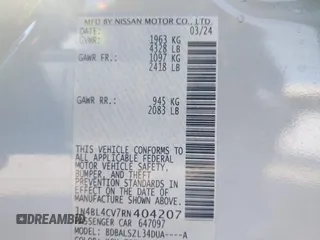 MFD BY NISSAN MOTOR CO., LTD.
03/24
GVWR: 1963 KG
4328 LB
GAWR FR.: 1097 KG
2418 LB
GAWR RR.: 945 KG
2083 LB
THIS VEHICLE CONFORMS TO
ALL APPLICABLE FEDERAL
MOTOR VEHICLE SAFETY,
BUMPER, AND THEFT
PREVENTION STANDARDS
IN EFFECT ON THE DATE OF
MANUFACTURE SHOWN ABOVE.
1N4BL4CV7RN404207
PASSENGER CAR 647097
MODEL: BDBALSZL34DUA----A